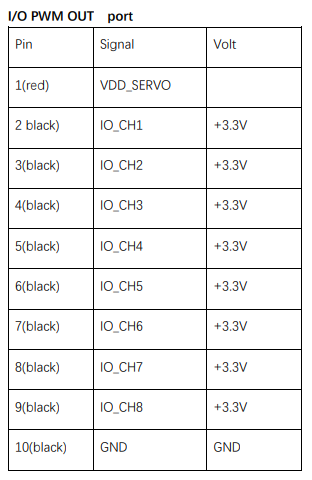 I/O PWM OUT port
Pin Signal Volt
1(red) VDD_SERVO
2 black) IO_CH1 +3.3V
3(black) IO_CH2 +3.3V
4(black) IO_CH3 +3.3V
5(black) IO_CH4 +3.3V
6(black) IO_CH5 +3.3V
7(black) IO_CH6 +3.3V
8(black) IO_CH7 +3.3V
9(black) IO_CH8 +3.3V
10(black) GND GND